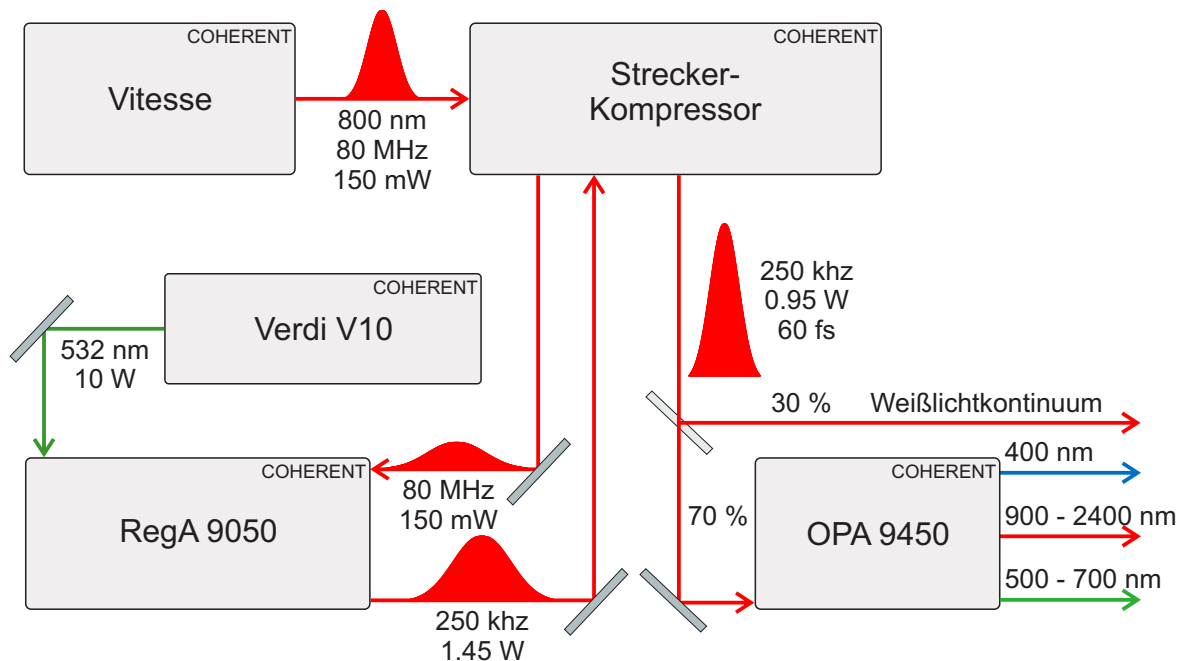 COHERENT
Vitesse
800 nm
80 MHz
150 mW
COHERENT
Strecker-
Kompressor
COHERENT
Verdi V10
532 nm
10 W
250 khz
0.95 W
60 fs
30 %
Weißlichtkontinuum
COHERENT
RegA 9050
80 MHz
150 mW
250 khz
1.45 W
70 %
COHERENT
OPA 9450
400 nm
900 - 2400 nm
500 - 700 nm